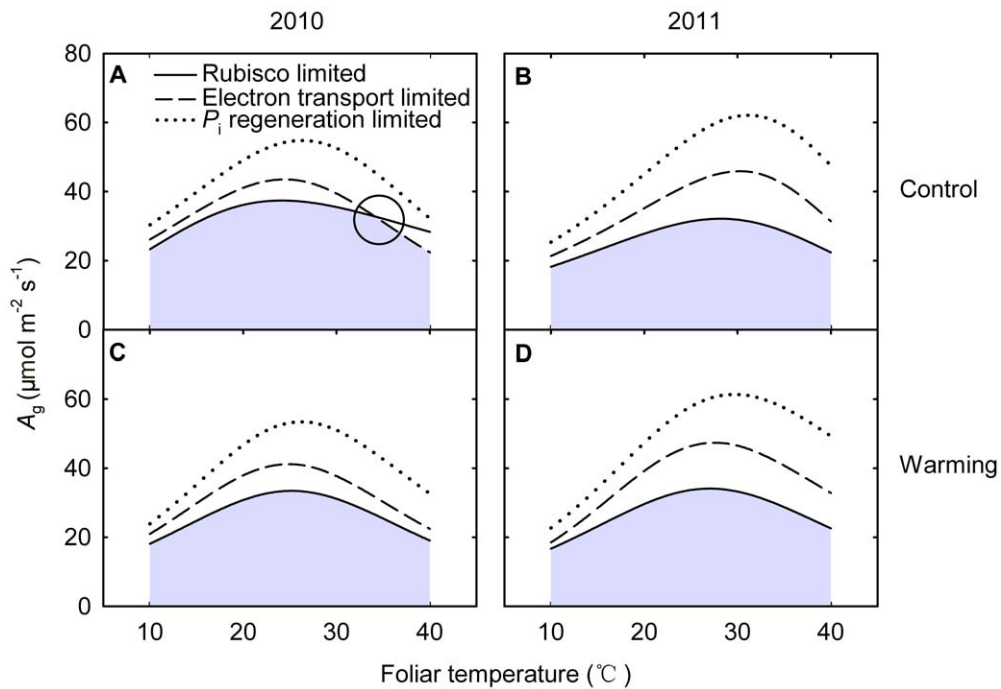 2010 2011
80
60
40
20
0
A
Rubisco limited
Electron transport limited
Pi regeneration limited
B
Control
60
40
20
0
C
D
Warming
10 20 30 40 10 20 30 40
Ag (μmol m-2 s-1)
Foliar temperature (℃)